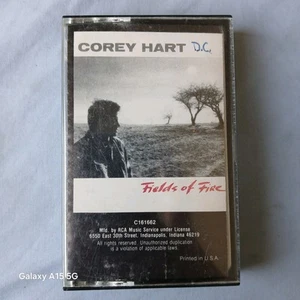 COREY HART D.C.
Fields of Fire
C161682
Mfd. by RCA Music Service under License
6550 East 30th Street, Indianapolis, Indiana 46219
All rights reserved. Unauthorized duplication
is a violation of applicable laws.
Printed in U.S.A.
Galaxy A15 5G